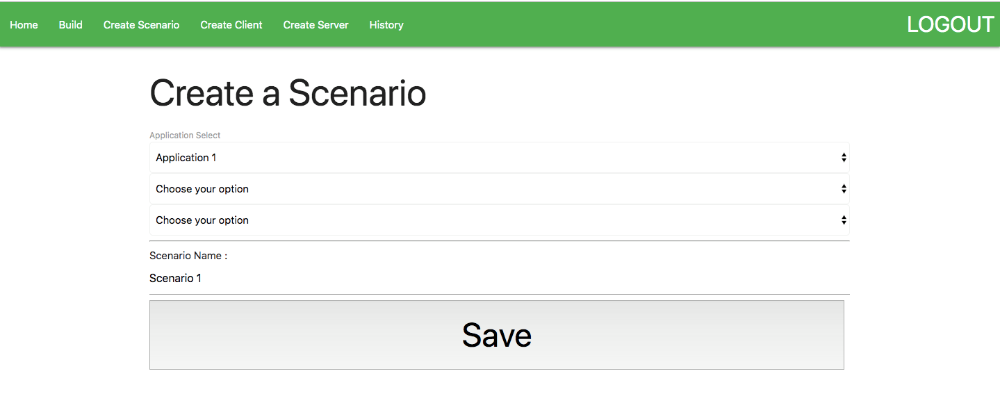 Home Build Create Scenario Create Client Create Server History LOGOUT
Create a Scenario
Application Select
Application 1
Choose your option
Choose your option
Scenario Name :
Scenario 1
Save